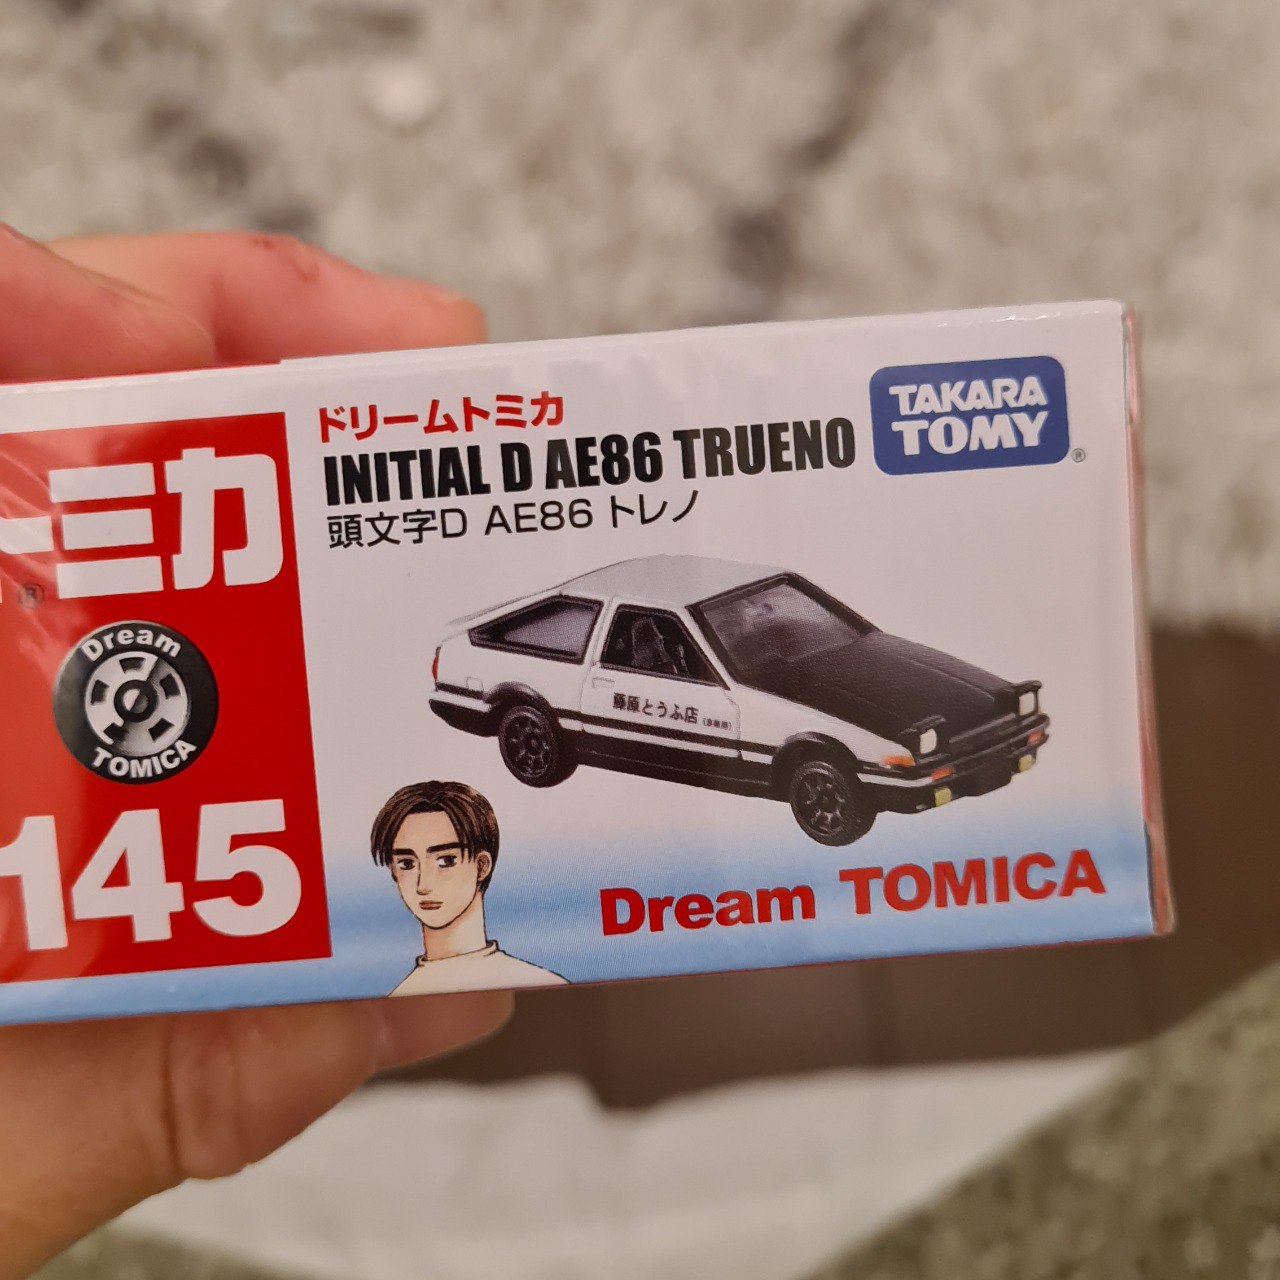 トミカ
®
Dream
TOMICA
145
ドリームトミカ
INITIAL D AE86 TRUENO
頭文字D AE86 トレノ
TAKARA
TOMY
®
藤原とうふ店
Dream TOMICA